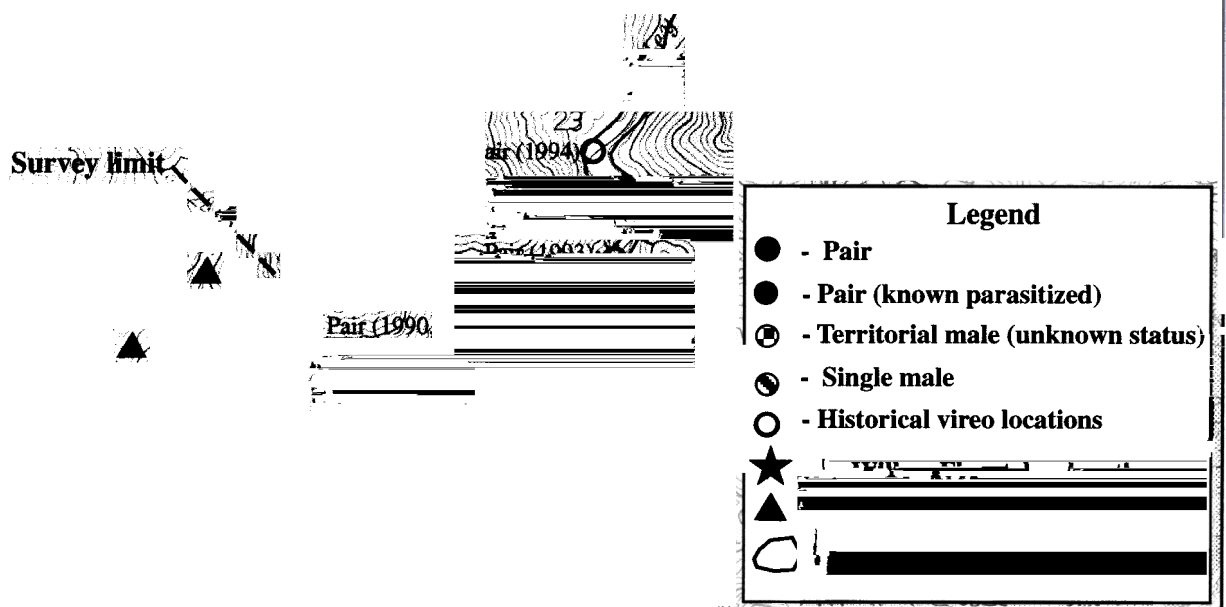 23
air (1994)
Survey limit
Pair (1990
Legend
- Pair
- Pair (known parasitized)
- Territorial male (unknown status)
- Single male
- Historical vireo locations